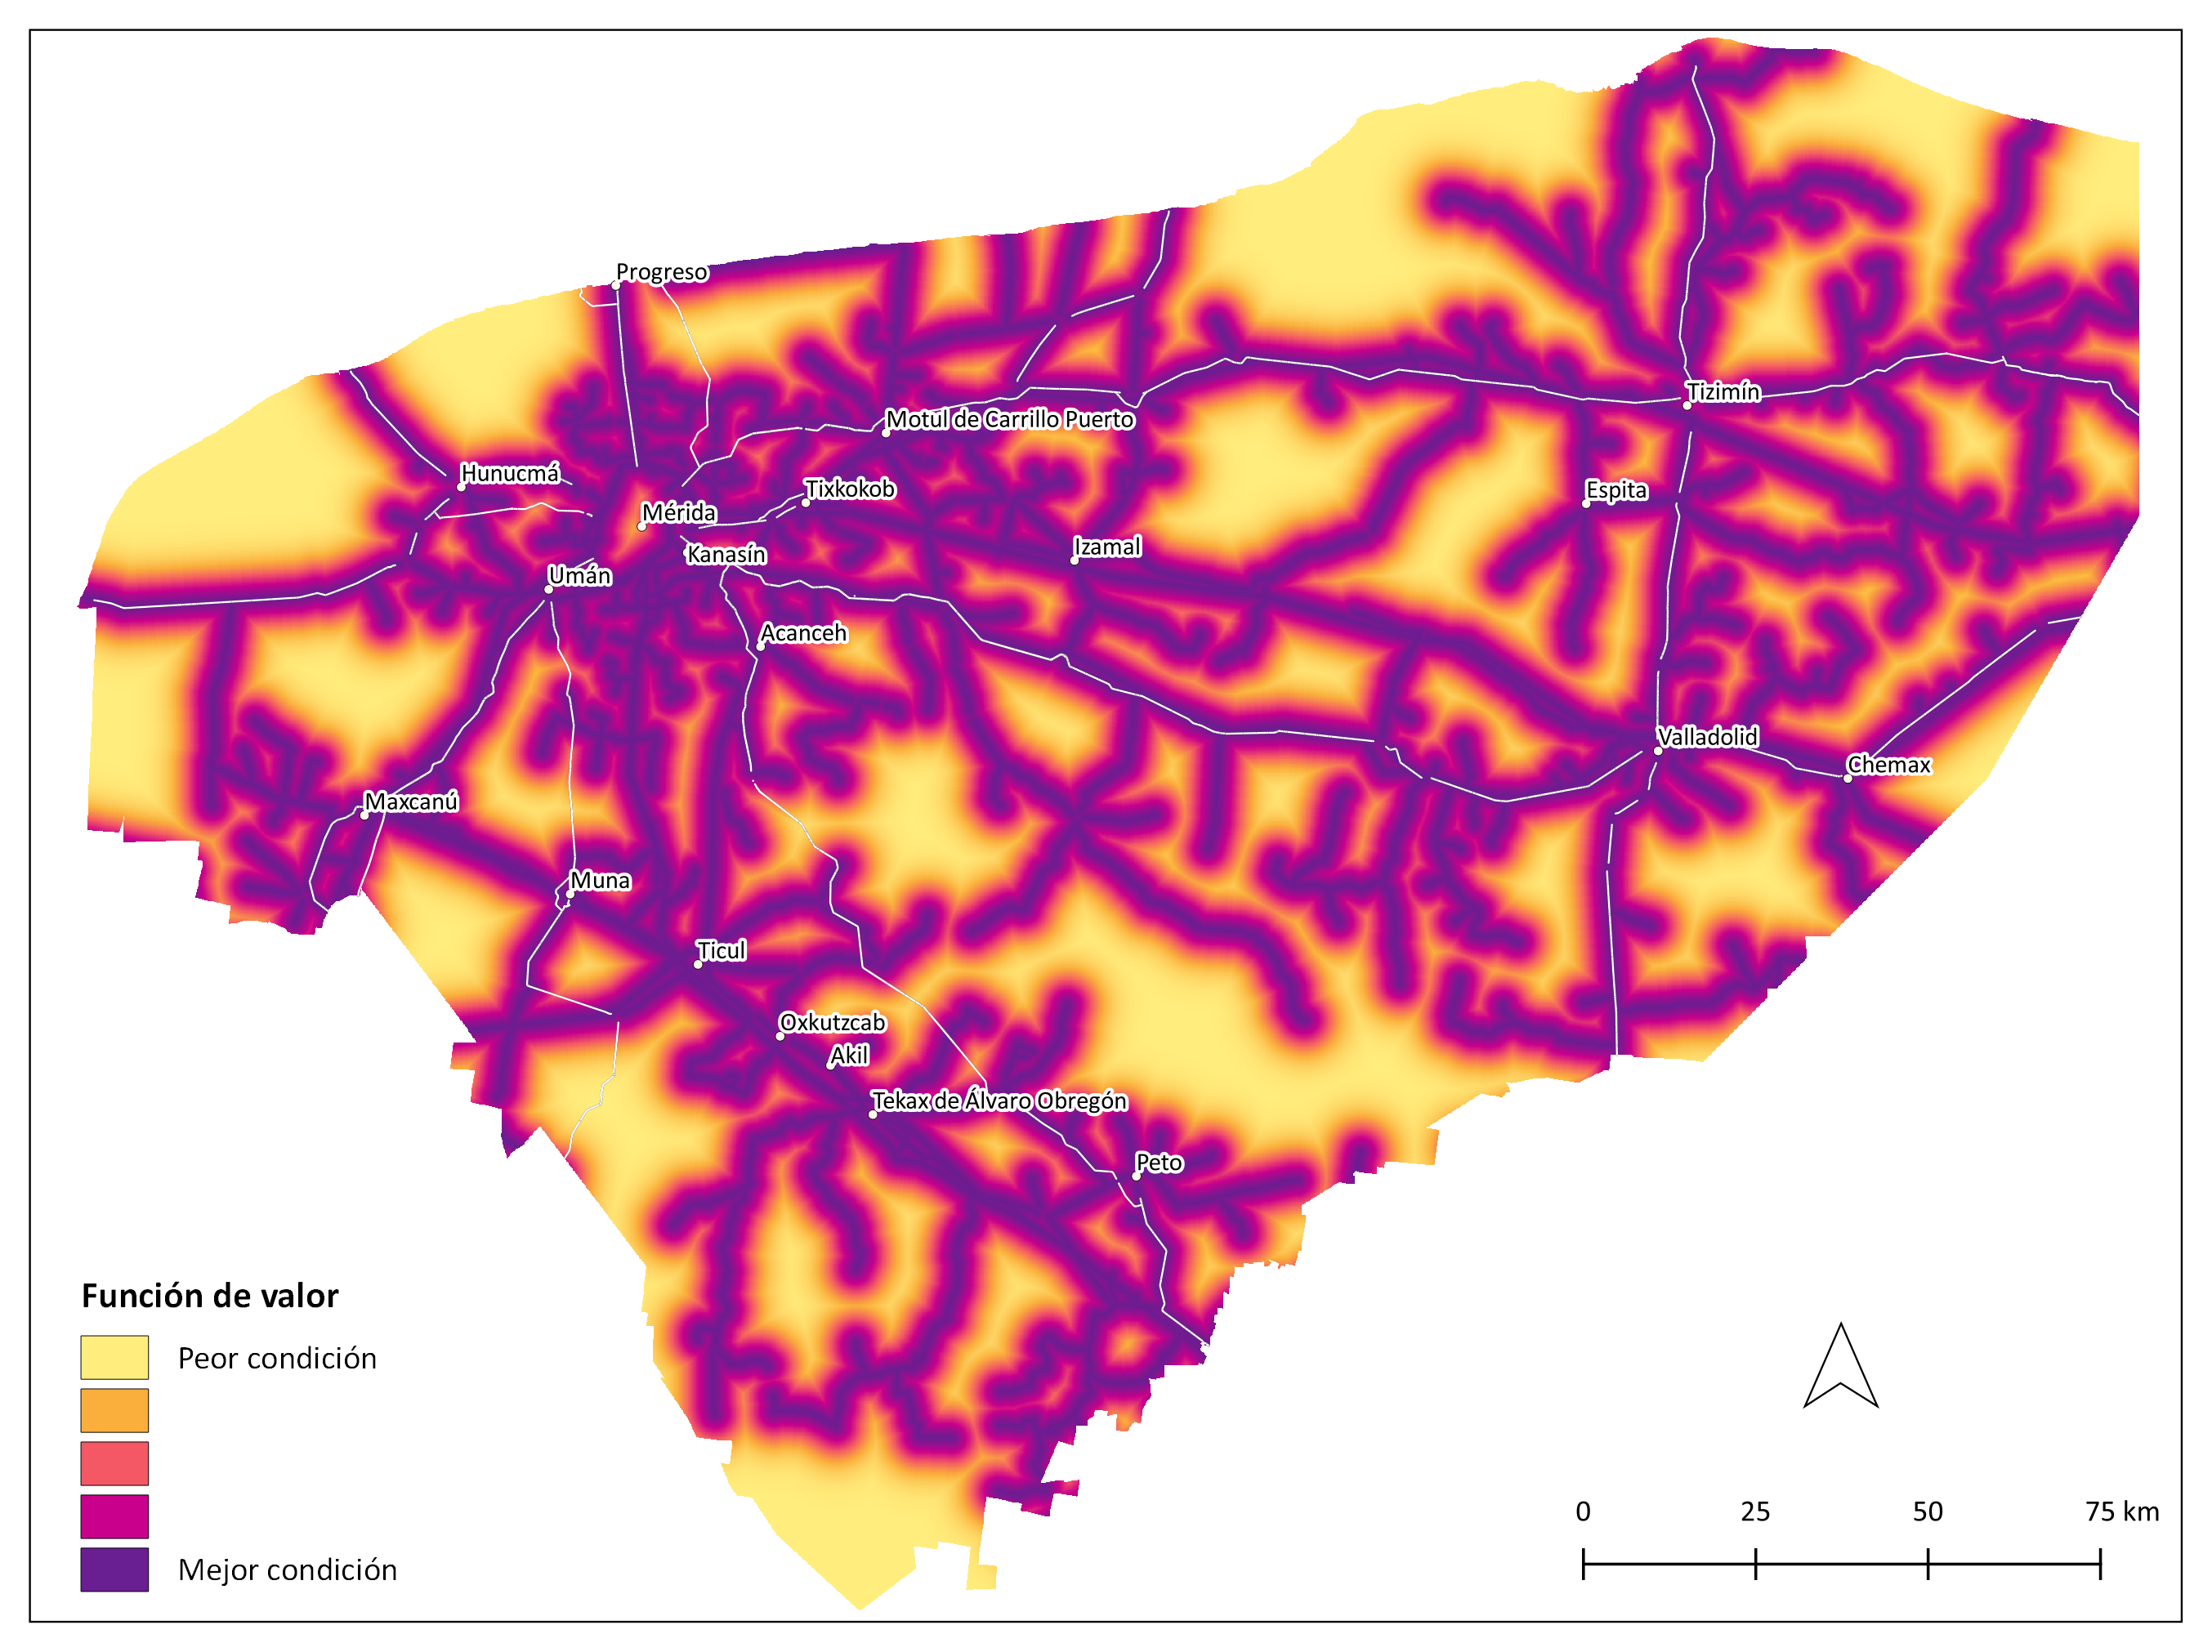 Progreso
Tizimín
Motul de Carrillo Puerto
Hunucmá
Tixkokob
Espita
Mérida
Izamal
Kanasín
Umán
Acanceh
Valladolid
Chemax
Maxcanú
Muna
Ticul
Oxkutzcab
Akil
Tekax de Álvaro Obregón
Peto
Función de valor
Peor condición
Mejor condición
0 25 50 75 km